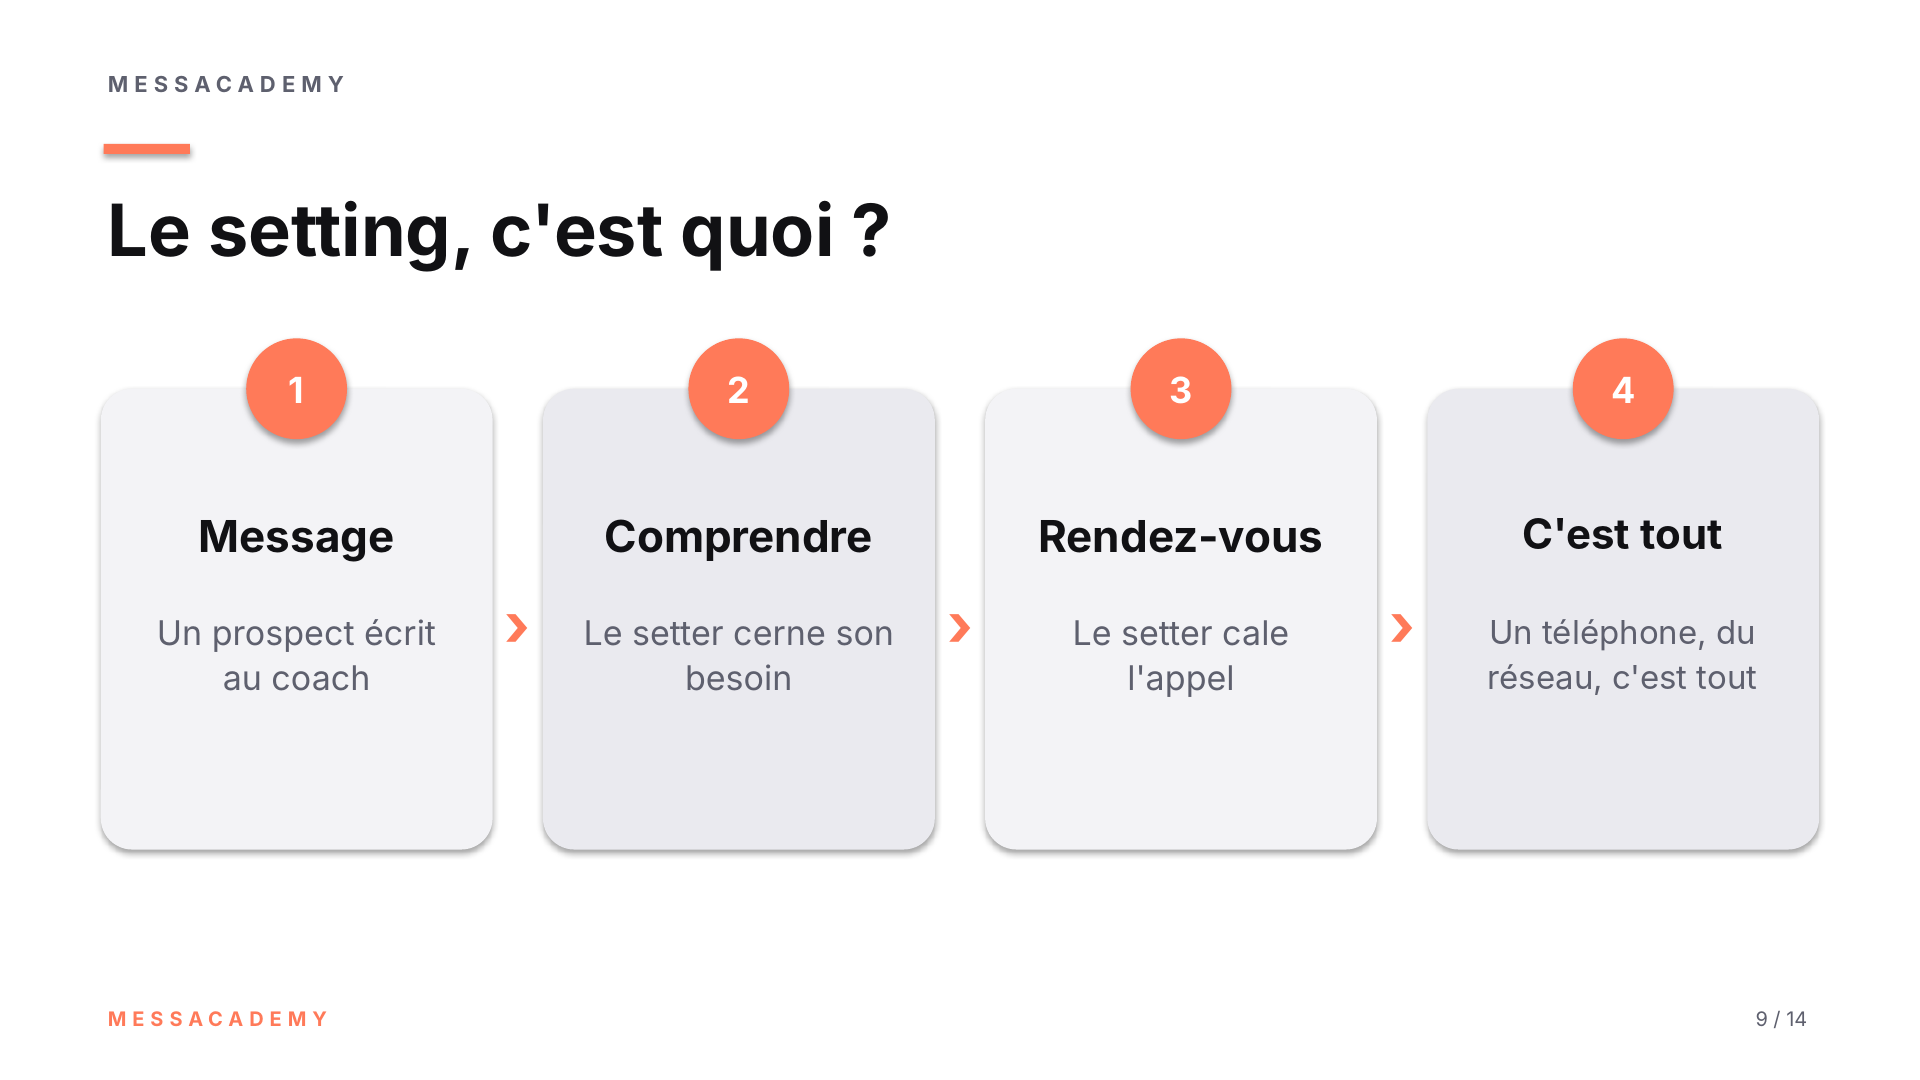 MESSACADEMY
Le setting, c'est quoi ?
1
Message
Un prospect écrit
au coach
2
Comprendre
Le setter cerne son
besoin
3
Rendez-vous
Le setter cale
l'appel
4
C'est tout
Un téléphone, du
réseau, c'est tout
MESSACADEMY
9 / 14